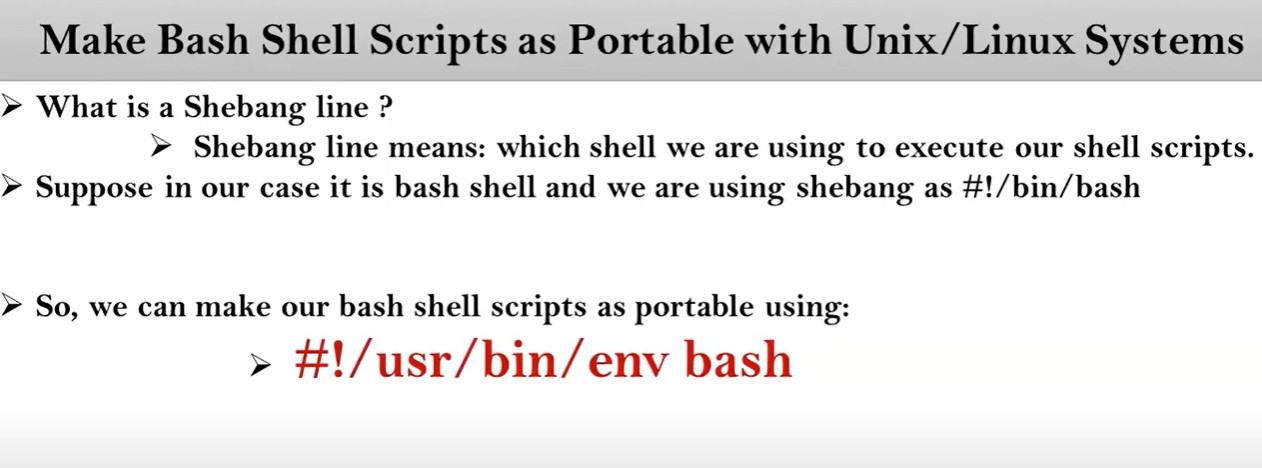 Make Bash Shell Scripts as Portable with Unix/Linux Systems
➢ What is a Shebang line ?
➢ Shebang line means: which shell we are using to execute our shell scripts.
➢ Suppose in our case it is bash shell and we are using shebang as #!/bin/bash
➢ So, we can make our bash shell scripts as portable using:
➢ #!/usr/bin/env bash